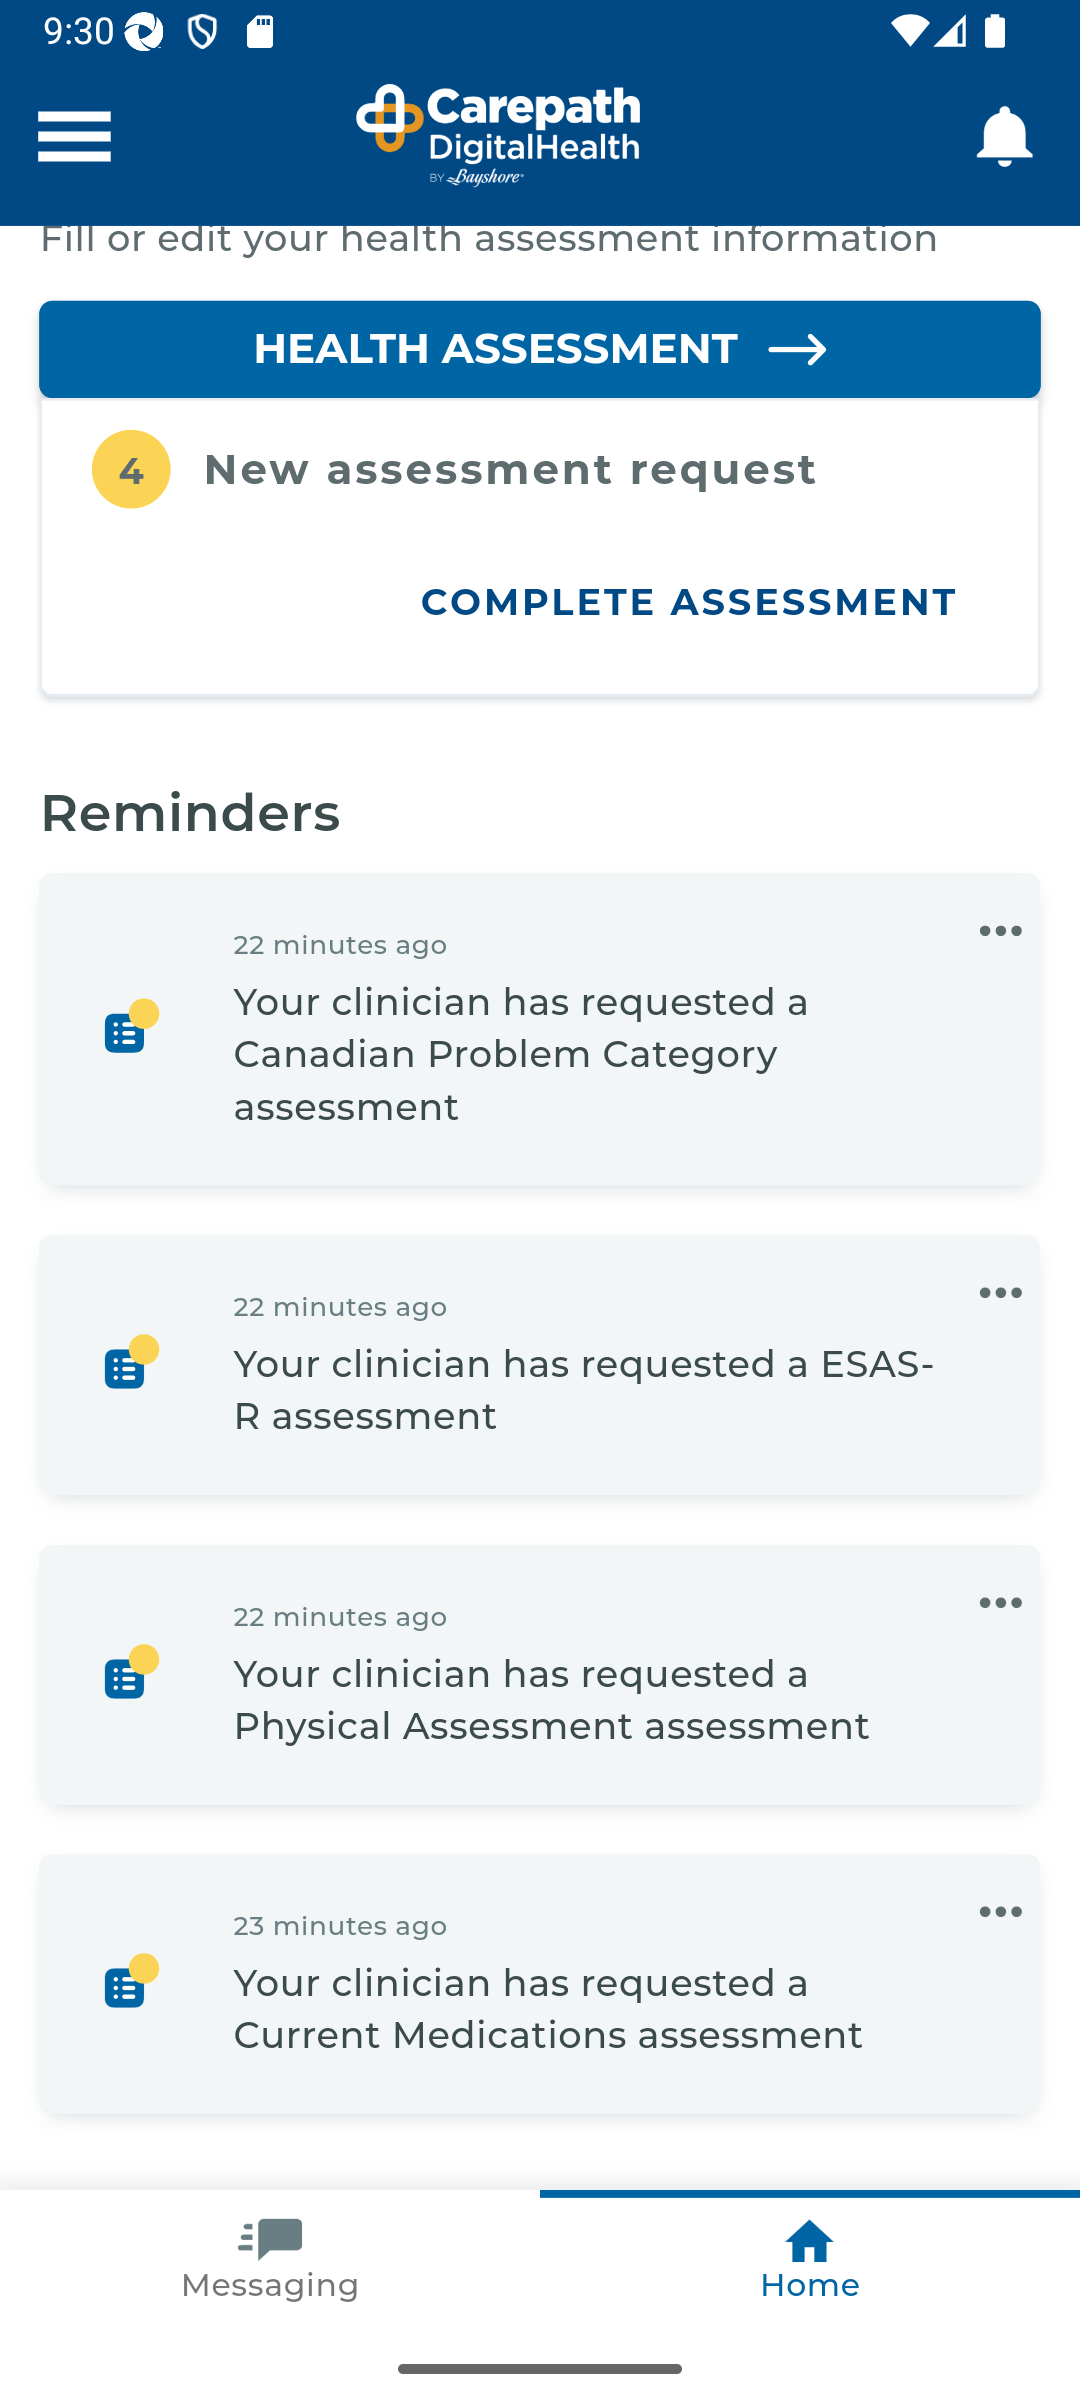 9:30
Carepath
DigitalHealth
BY Bayshore
Fill or edit your health assessment information
HEALTH ASSESSMENT
4 New assessment request
COMPLETE ASSESSMENT
Reminders
22 minutes ago
Your clinician has requested a
Canadian Problem Category
assessment
22 minutes ago
Your clinician has requested a ESAS-
R assessment
22 minutes ago
Your clinician has requested a
Physical Assessment assessment
23 minutes ago
Your clinician has requested a
Current Medications assessment
Messaging
Home